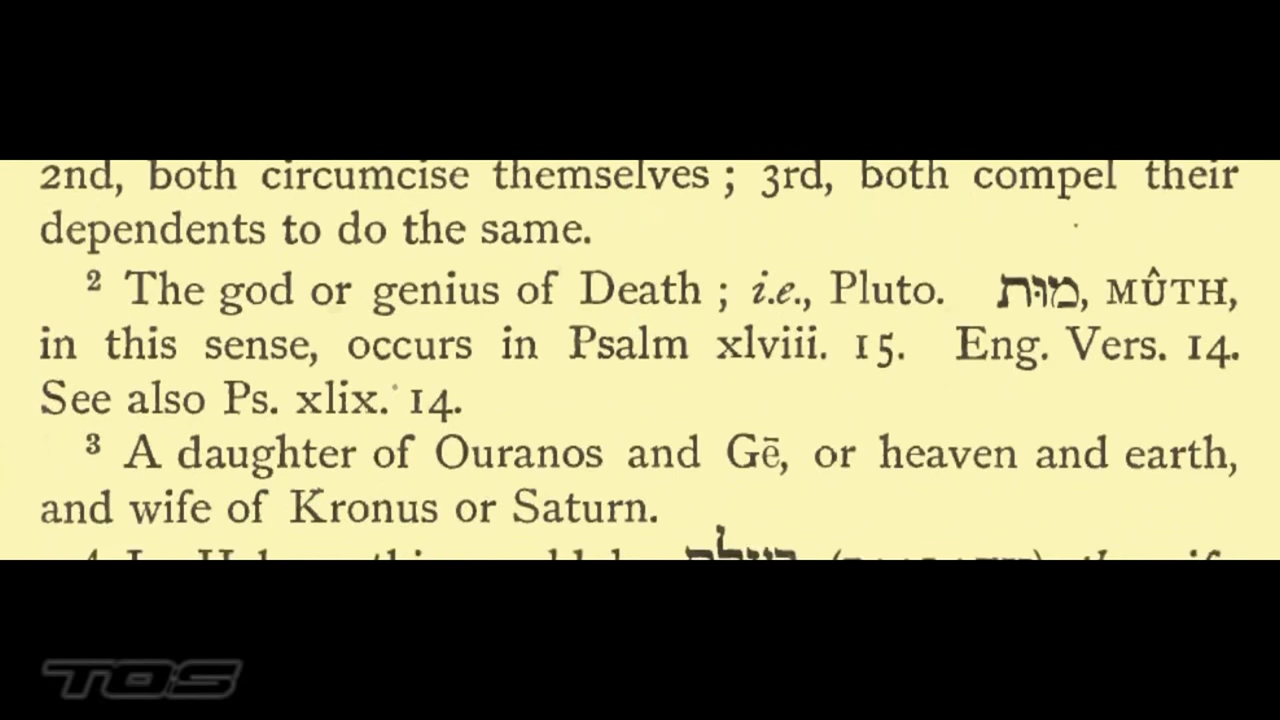 2nd, both circumcise themselves ; 3rd, both compel their
dependents to do the same.
² The god or genius of Death ; i.e., Pluto. מוּת, MÛTH,
in this sense, occurs in Psalm xlviii. 15. Eng. Vers. 14.
See also Ps. xlix. 14.
³ A daughter of Ouranos and Gē, or heaven and earth,
and wife of Kronus or Saturn.
TOS